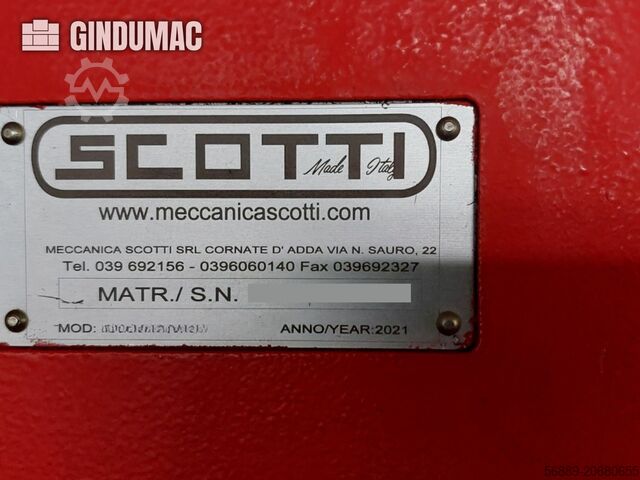 GINDUMAC
SCOTTI Made Italy
www.meccanicascotti.com
MECCANICA SCOTTI SRL CORNATE D' ADDA VIA N. SAURO, 22
Tel. 039 692156 - 0396060140 Fax 039692327
MATR./ S.N.
MOD: ANNO/YEAR:2021